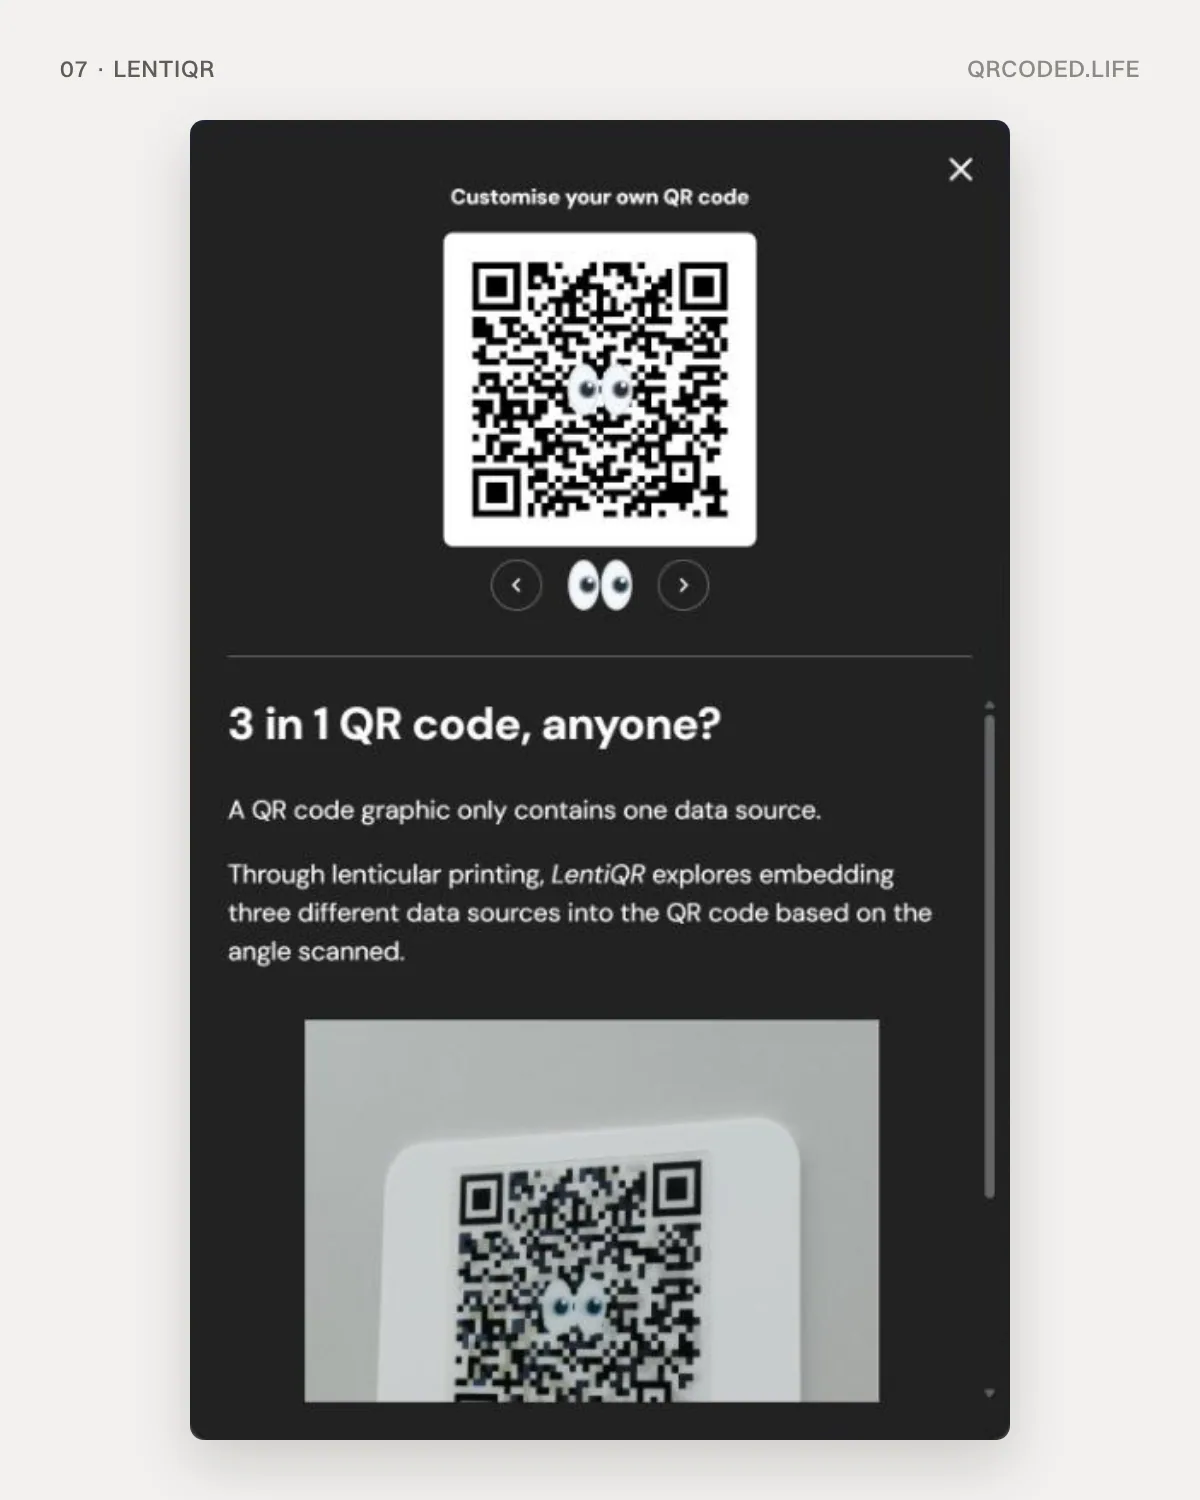 07 · LENTIQR
QRCODED.LIFE
Customise your own QR code
3 in 1 QR code, anyone?
A QR code graphic only contains one data source.
Through lenticular printing, LentiQR explores embedding
three different data sources into the QR code based on the
angle scanned.